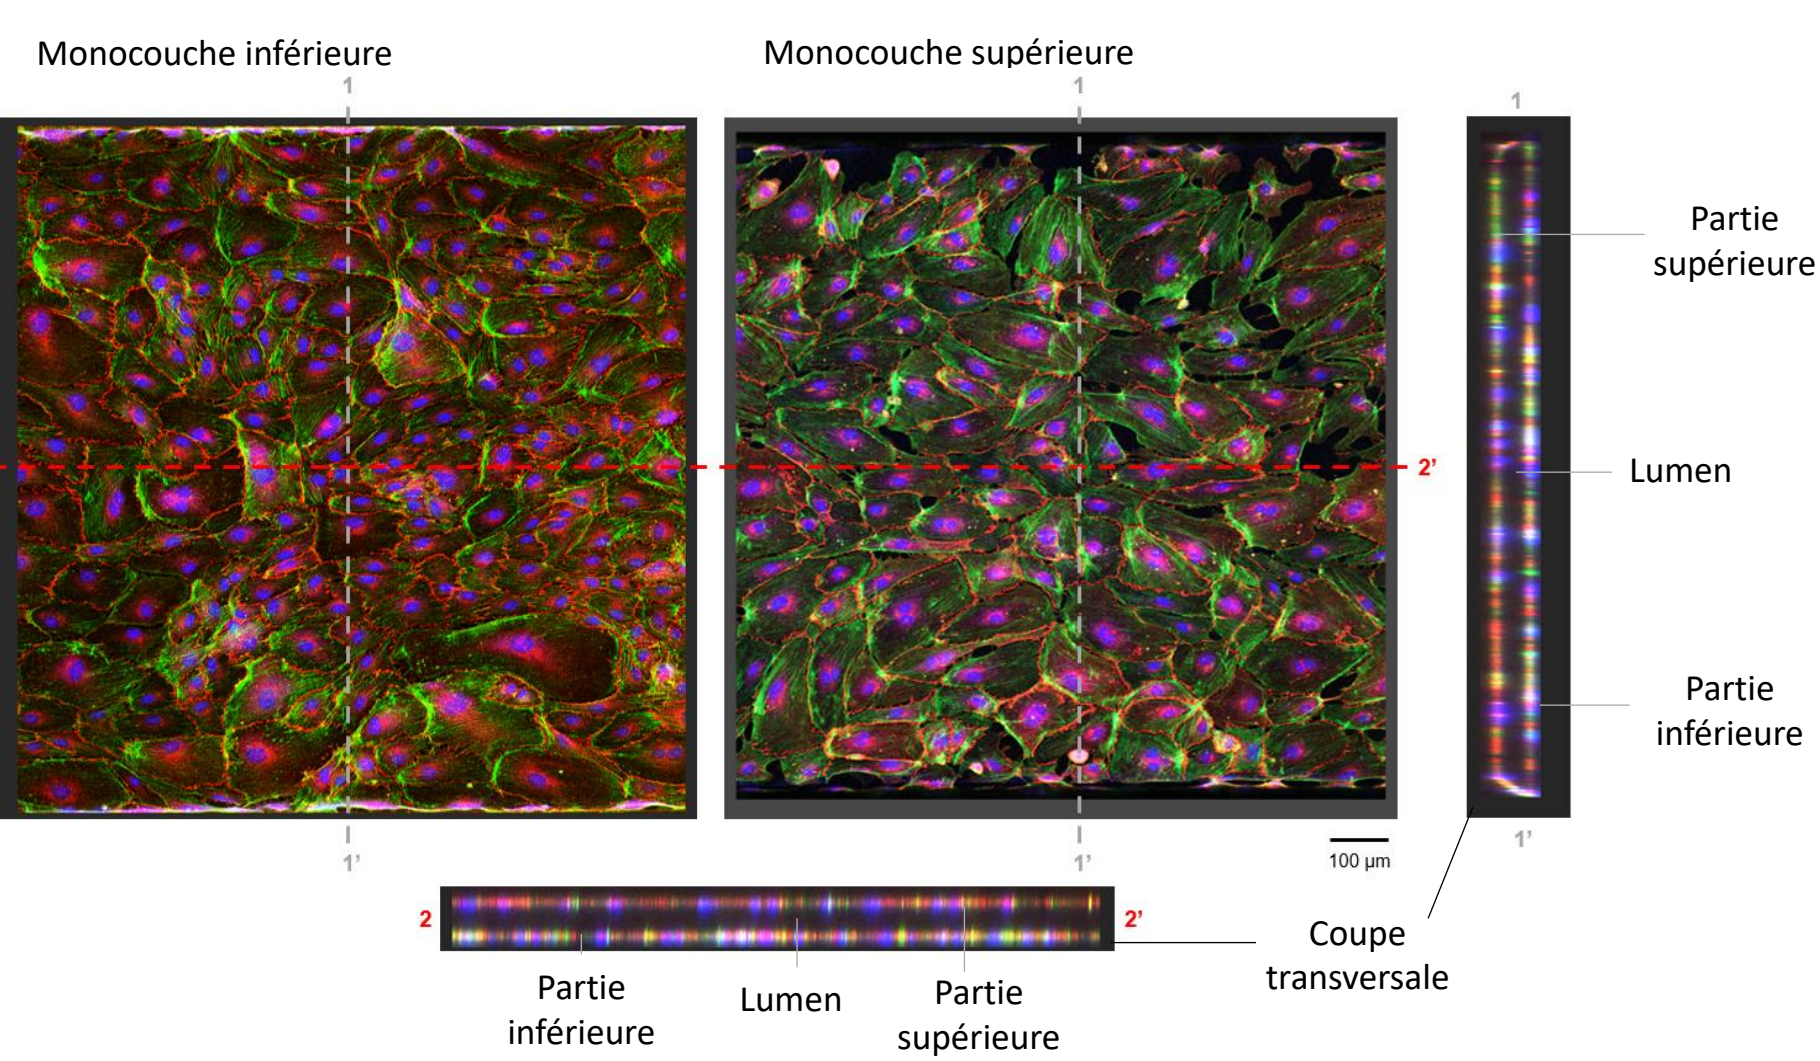 Monocouche inférieure
Monocouche supérieure
1
1
1
Partie
supérieure
2'
Lumen
Partie
inférieure
1'
1'
1'
100 µm
2
2'
Coupe
transversale
Partie
inférieure
Lumen
Partie
supérieure